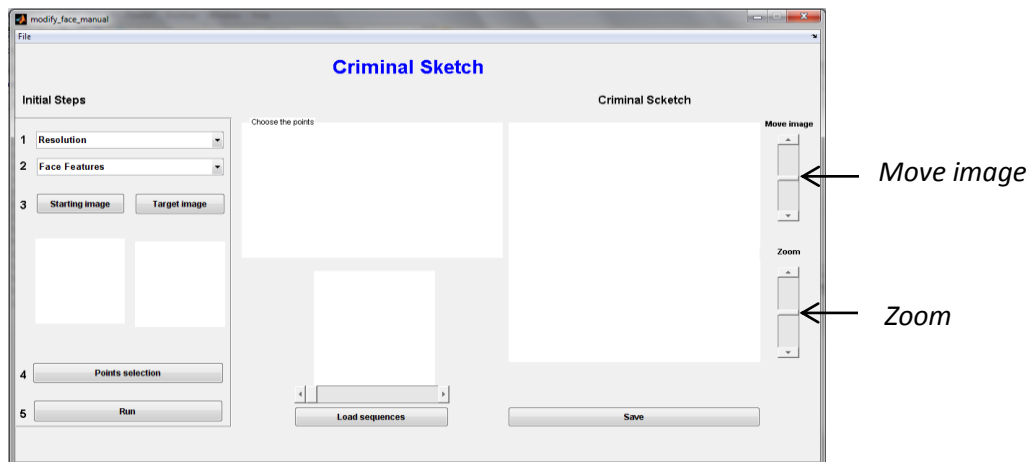 modify_face_manual
File
Criminal Sketch
Initial Steps
Criminal Scketch
1 Resolution
2 Face Features
3 Starting image Target image
4 Points selection
5 Run
Choose the points
Load sequences
Save
Move image
Zoom
Move image
Zoom